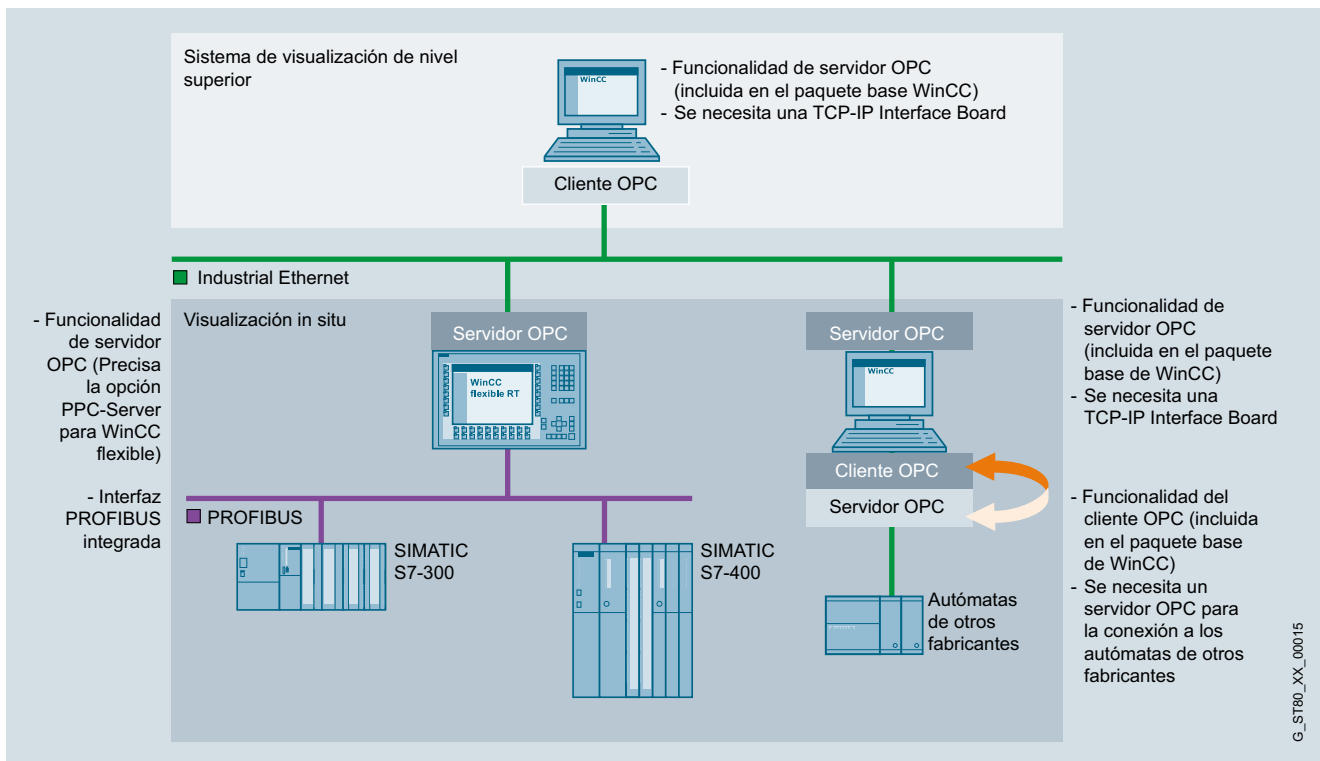 Sistema de visualización de nivel
superior
WinCC
- Funcionalidad de servidor OPC
(incluida en el paquete base WinCC)
- Se necesita una TCP-IP Interface Board
Cliente OPC
Industrial Ethernet
- Funcionalidad
de servidor
OPC (Precisa
la opción
PPC-Server
para WinCC
flexible)
- Interfaz
PROFIBUS
integrada
Visualización in situ
Servidor OPC
WinCC
flexible RT
PROFIBUS
SIMATIC
S7-300
SIMATIC
S7-400
Servidor OPC
WinCC
Cliente OPC
Servidor OPC
Autómatas
de otros
fabricantes
- Funcionalidad de
servidor OPC
(incluida en el paquete
base de WinCC)
- Se necesita una
TCP-IP Interface Board
- Funcionalidad del
cliente OPC (incluida
en el paquete base
de WinCC)
- Se necesita un
servidor OPC para
la conexión a los
autómatas de otros
fabricantes
G_ST80_XX_00015